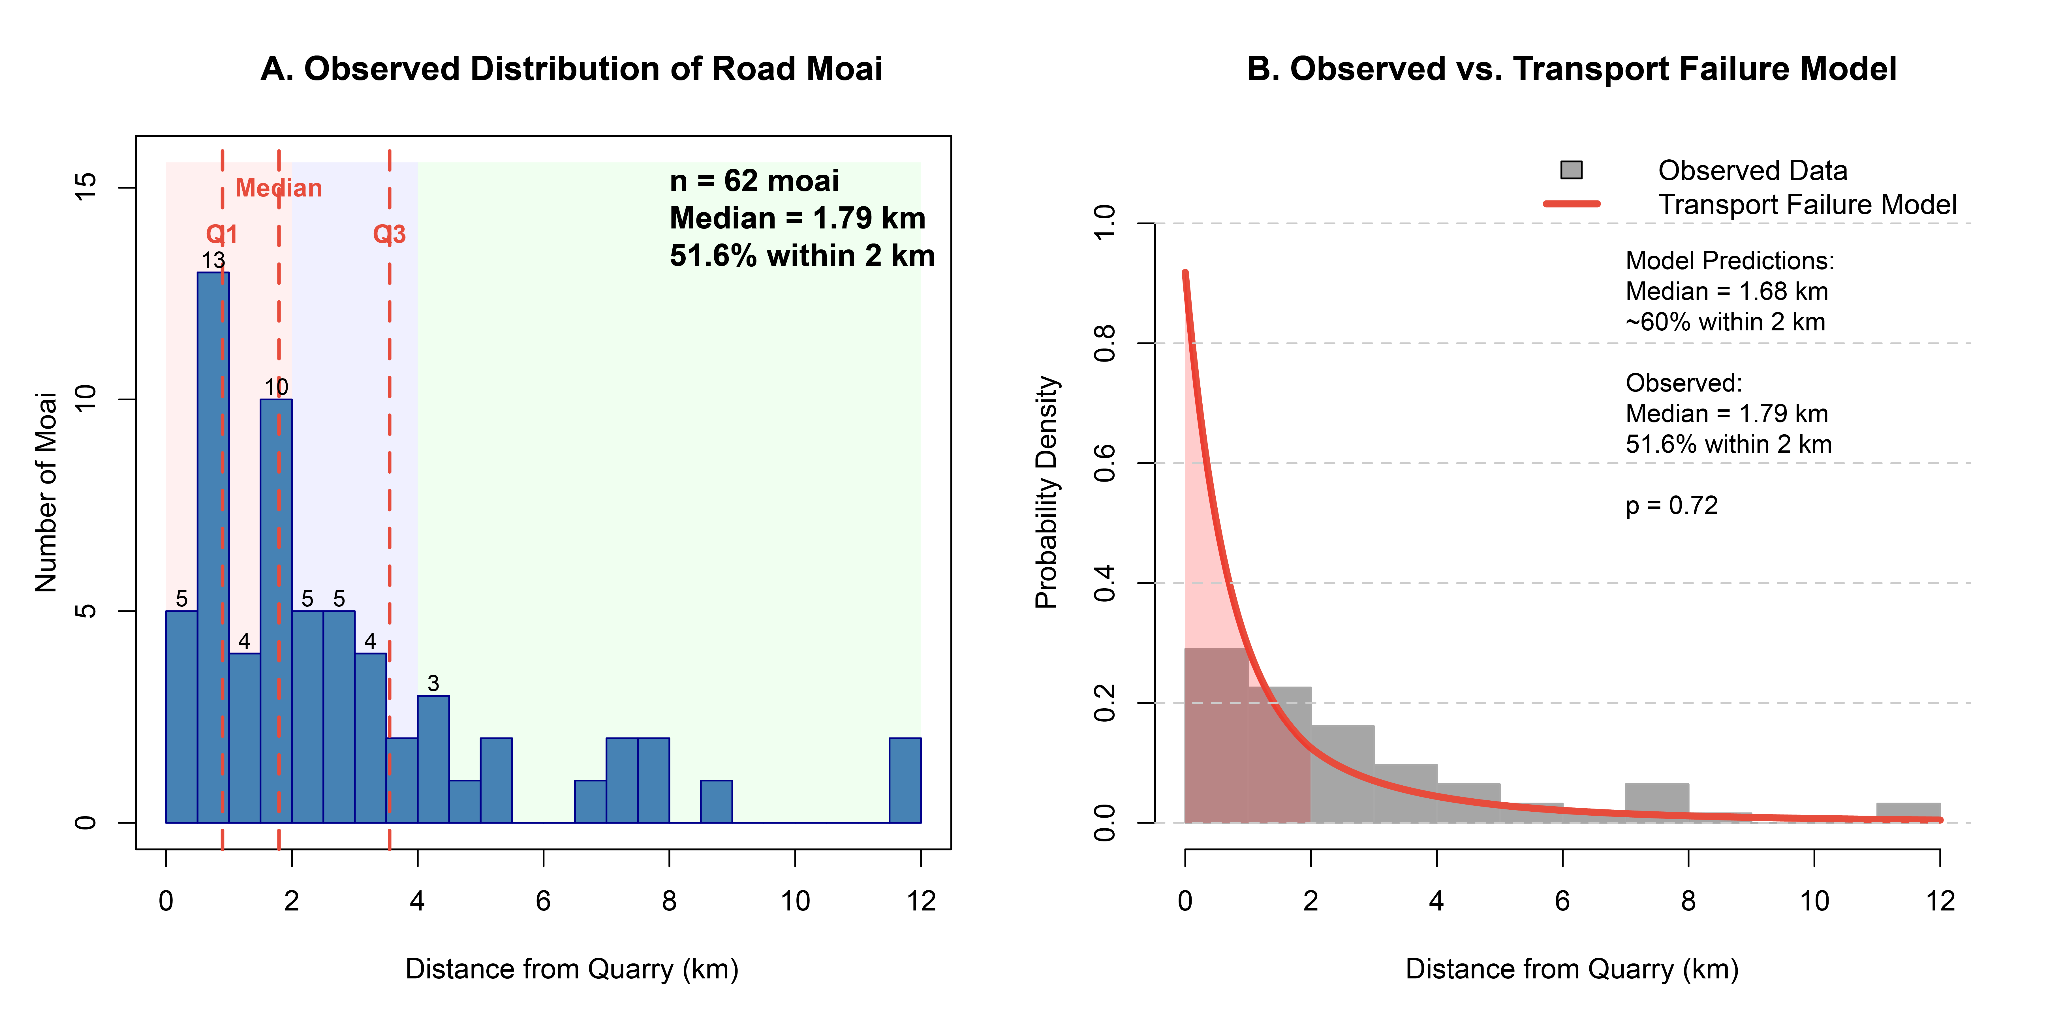 A. Observed Distribution of Road Moai
Number of Moai
15
10
5
0
Median
Q1
Q3
n = 62 moai
Median = 1.79 km
51.6% within 2 km
13
10
5
4
5
5
4
3
0
2
4
6
8
10
12
Distance from Quarry (km)
B. Observed vs. Transport Failure Model
Observed Data
Transport Failure Model
Probability Density
1.0
0.8
0.6
0.4
0.2
0.0
Model Predictions:
Median = 1.68 km
~60% within 2 km
Observed:
Median = 1.79 km
51.6% within 2 km
p = 0.72
0
2
4
6
8
10
12
Distance from Quarry (km)